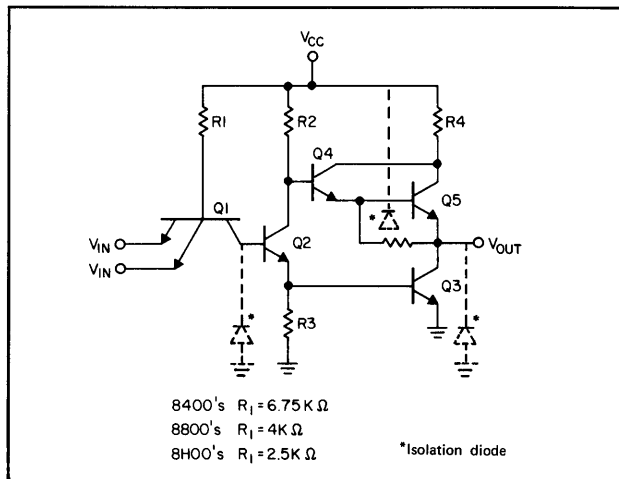 VCC
R1
R2
R4
Q4
Q1
Q5
*
VIN
Q2
VOUT
VIN
Q3
*
*
R3
8400's R1 = 6.75K Ω
8800's R1 = 4K Ω
8H00's R1 = 2.5K Ω
*Isolation diode